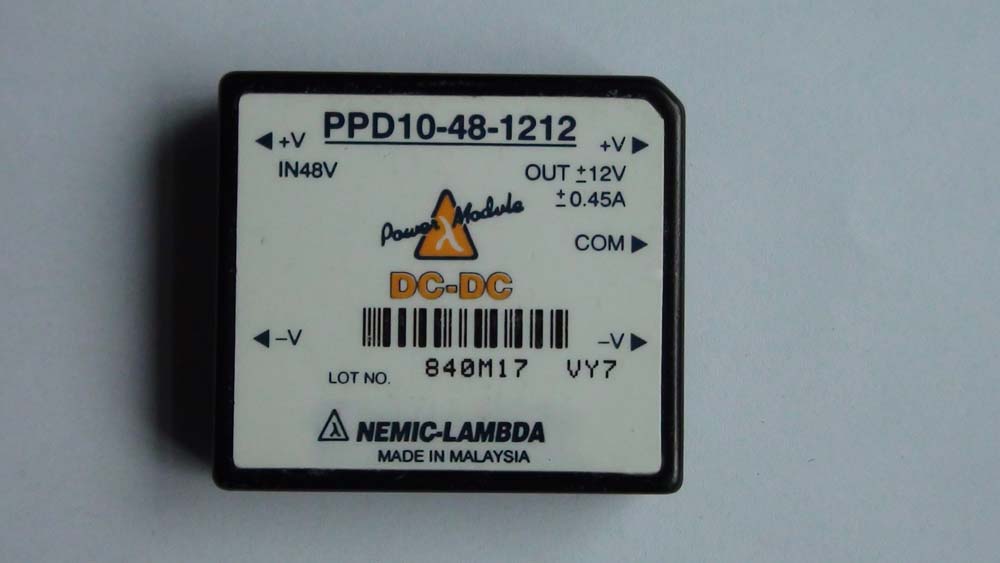 PPD10-48-1212
◀ +V
IN48V
+V ▶
OUT ±12V
±0.45A
COM ▶
Power λ Module
DC-DC
◀ –V
–V ▶
LOT NO. 840M17 VY7
λ NEMIC-LAMBDA
MADE IN MALAYSIA